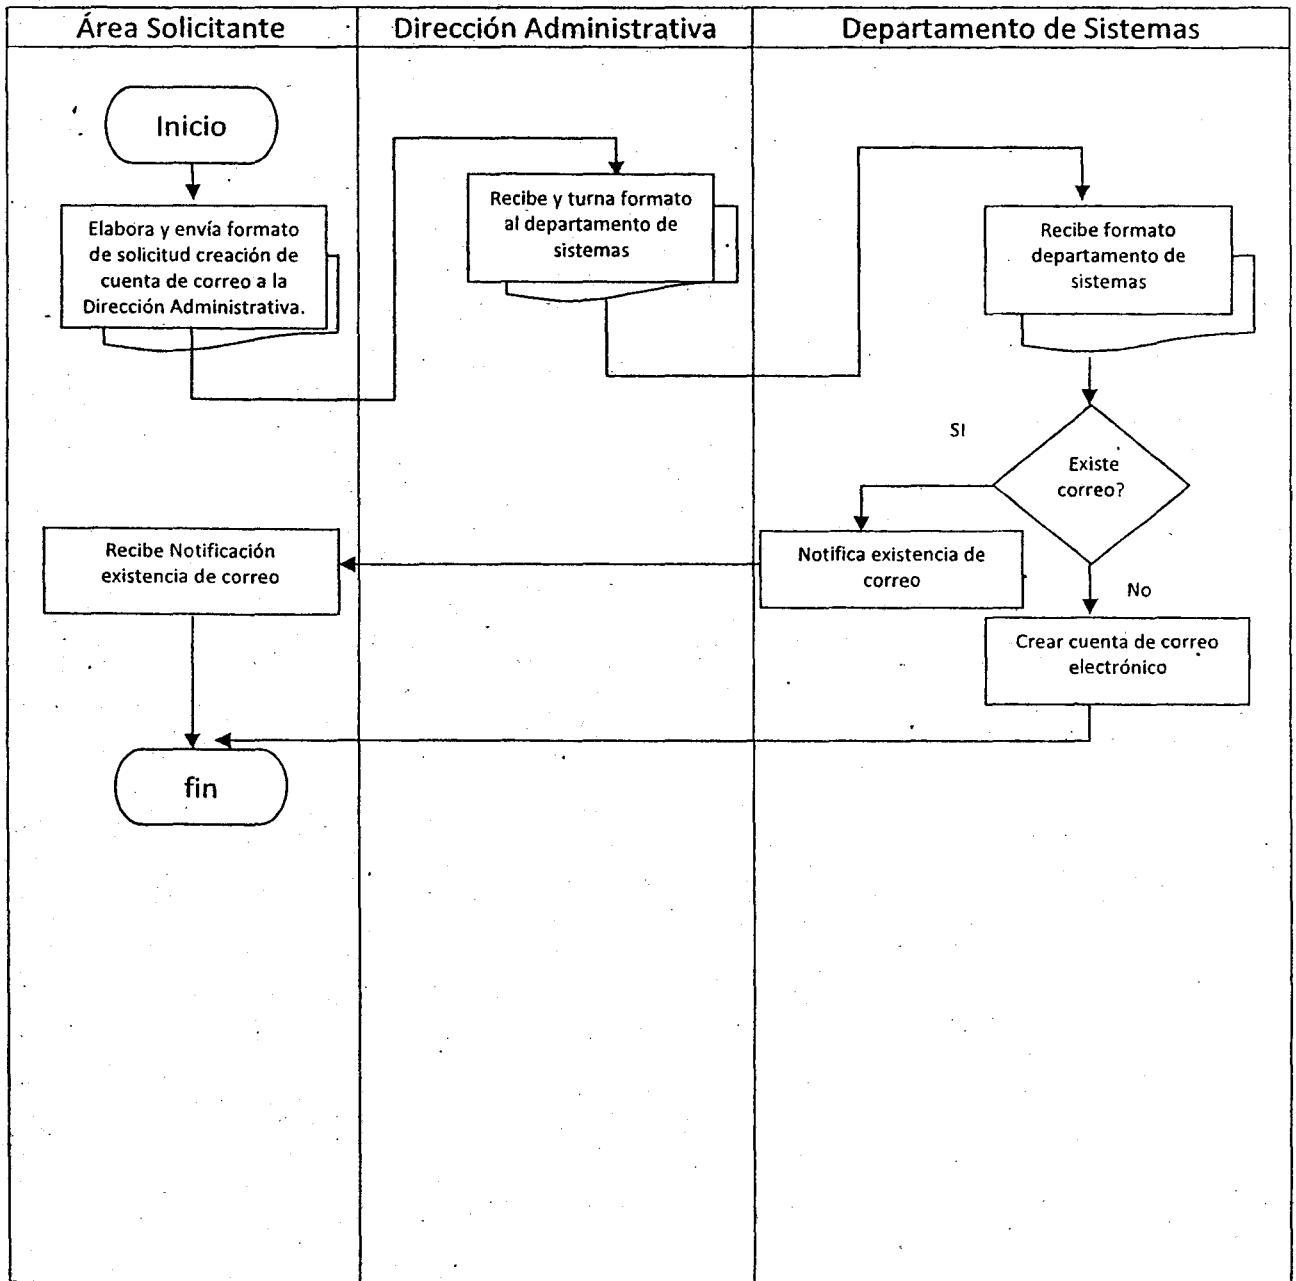 Área Solicitante
Dirección Administrativa
Departamento de Sistemas
Inicio
Elabora y envía formato
de solicitud creación de
cuenta de correo a la
Dirección Administrativa.
Recibe y turna formato
al departamento de
sistemas
Recibe formato
departamento de
sistemas
SI
Existe
correo?
Notifica existencia de
correo
No
Recibe Notificación
existencia de correo
Crear cuenta de correo
electrónico
fin